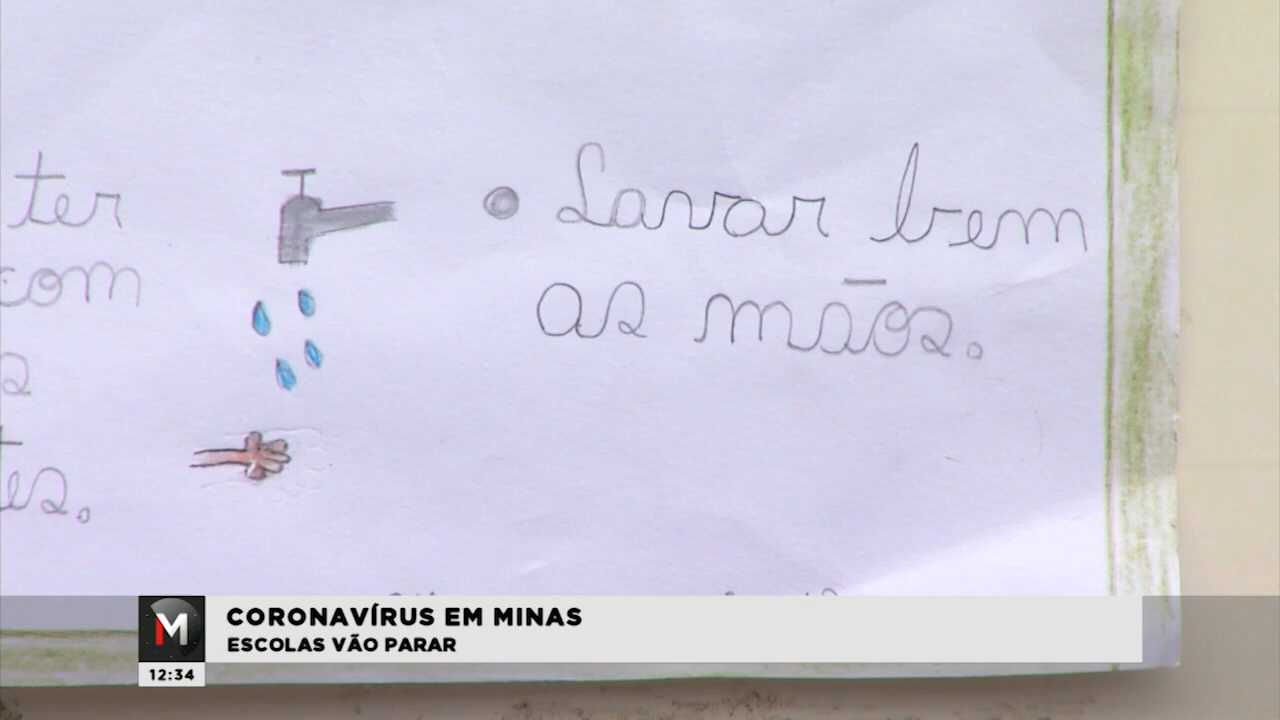 ter
com
• Lavar bem
as mãos.
M
CORONAVÍRUS EM MINAS
ESCOLAS VÃO PARAR
12:34